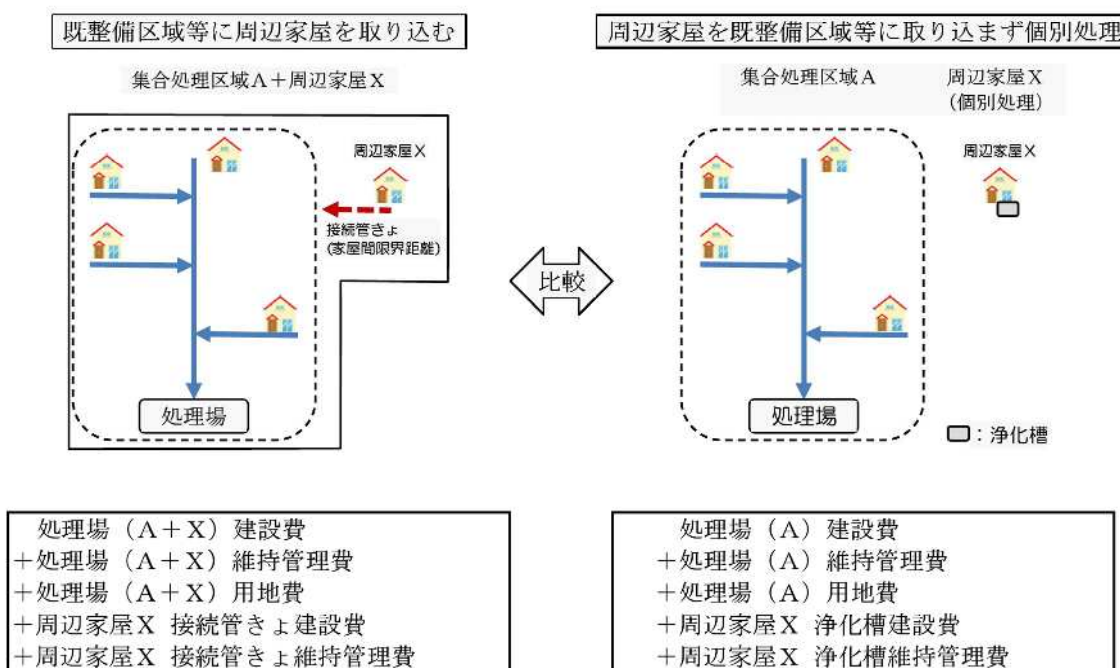 既整備区域等に周辺家屋を取り込む
集合処理区域A＋周辺家屋X
周辺家屋X
接続管きょ
(家屋間限界距離)
処理場
比較
周辺家屋を既整備区域等に取り込まず個別処理
集合処理区域A
周辺家屋X
(個別処理)
周辺家屋X
処理場
：浄化槽
処理場（A＋X）建設費
＋処理場（A＋X）維持管理費
＋処理場（A＋X）用地費
＋周辺家屋X 接続管きょ建設費
＋周辺家屋X 接続管きょ維持管理費
処理場（A）建設費
＋処理場（A）維持管理費
＋処理場（A）用地費
＋周辺家屋X 浄化槽建設費
＋周辺家屋X 浄化槽維持管理費